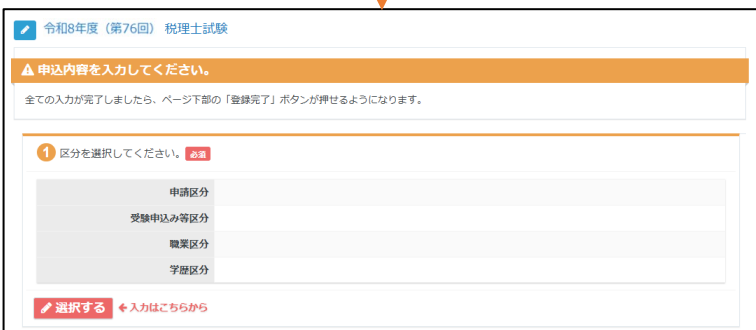 令和8年度（第76回） 税理士試験
申込内容を入力してください。
全ての入力が完了しましたら、ページ下部の「登録完了」ボタンが押せるようになります。
1 区分を選択してください。 必須
申請区分
受験申込み等区分
職業区分
学歴区分
選択する ←入力はこちらから